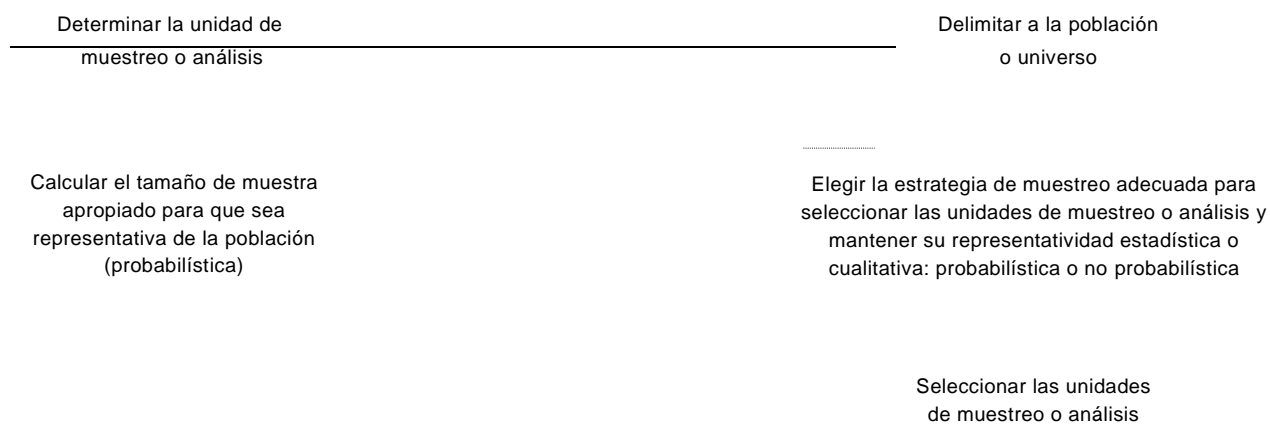 Determinar la unidad de
muestreo o análisis
Delimitar a la población
o universo
Calcular el tamaño de muestra
apropiado para que sea
representativa de la población
(probabilística)
Elegir la estrategia de muestreo adecuada para
seleccionar las unidades de muestreo o análisis y
mantener su representatividad estadística o
cualitativa: probabilística o no probabilística
Seleccionar las unidades
de muestreo o análisis